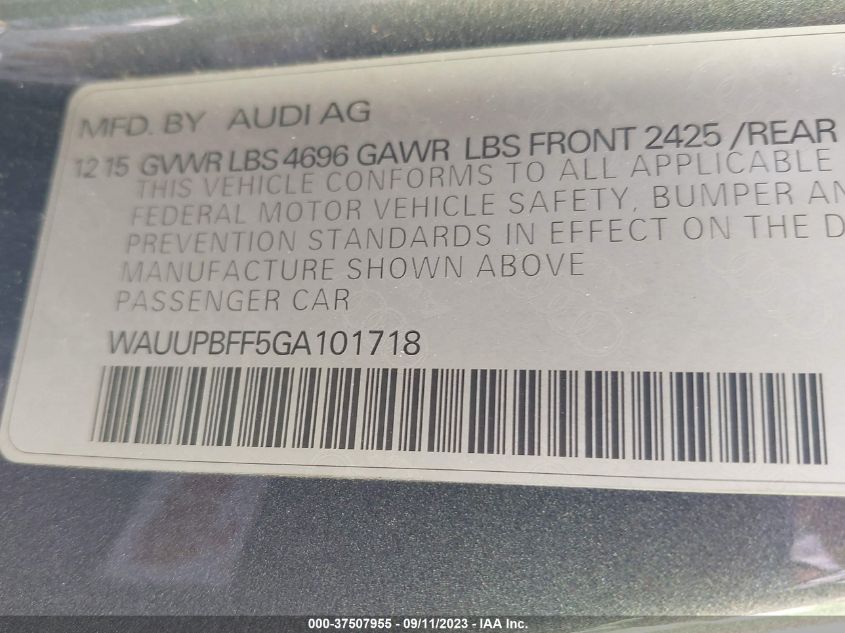 MFD. BY AUDI AG
12 15 GVWR LBS 4696 GAWR LBS FRONT 2425 /REAR
THIS VEHICLE CONFORMS TO ALL APPLICABLE
FEDERAL MOTOR VEHICLE SAFETY, BUMPER AN
PREVENTION STANDARDS IN EFFECT ON THE D
MANUFACTURE SHOWN ABOVE
PASSENGER CAR
WAUUPBFF5GA101718
000-37507955 - 09/11/2023 - IAA Inc.